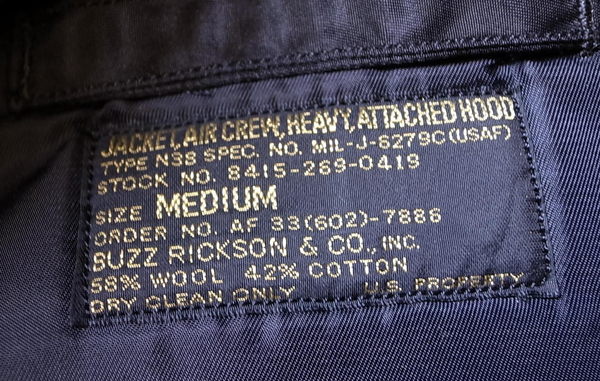 JACKET, AIR CREW, HEAVY, ATTACHED HOOD
TYPE N3B SPEC. NO. MIL-J-6279C (USAF)
STOCK NO. 8415-269-0419
SIZE MEDIUM
ORDER NO. AF 33(602)-7886
BUZZ RICKSON & CO., INC.
58% WOOL 42% COTTON
DRY CLEAN ONLY U.S. PROPERTY